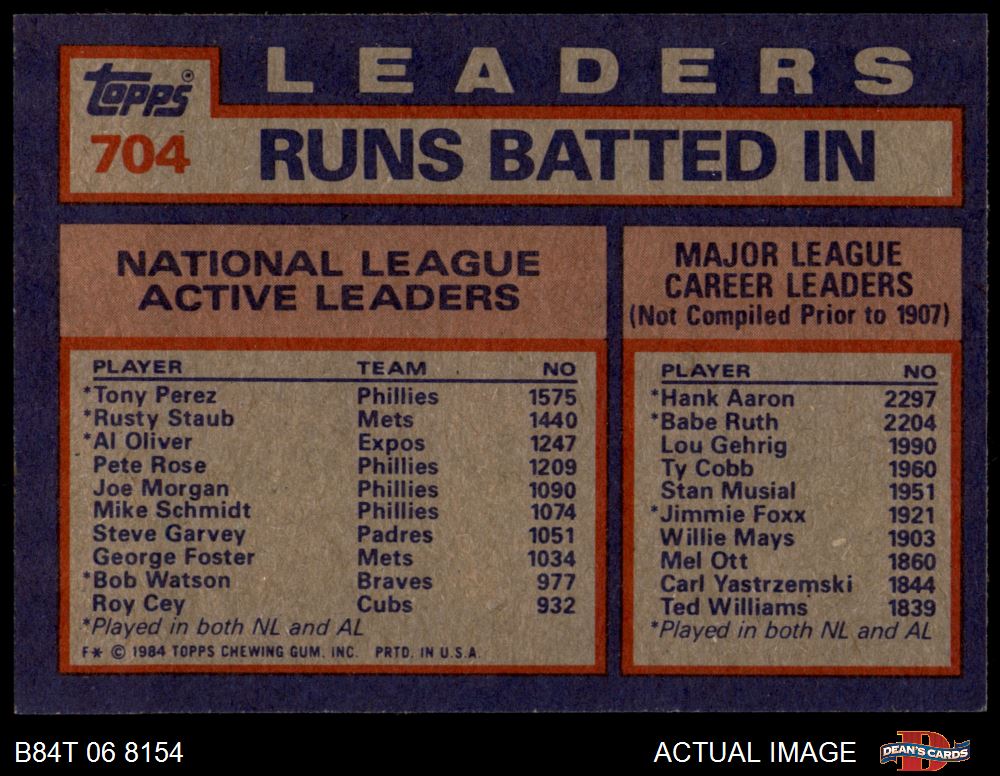 LEADERS
topps®
704
RUNS BATTED IN
NATIONAL LEAGUE
ACTIVE LEADERS
PLAYER TEAM NO
*Tony Perez Phillies 1575
*Rusty Staub Mets 1440
*Al Oliver Expos 1247
Pete Rose Phillies 1209
Joe Morgan Phillies 1090
Mike Schmidt Phillies 1074
Steve Garvey Padres 1051
George Foster Mets 1034
*Bob Watson Braves 977
Roy Cey Cubs 932
*Played in both NL and AL
F* © 1984 TOPPS CHEWING GUM, INC. PRTD. IN U.S.A.
MAJOR LEAGUE
CAREER LEADERS
(Not Compiled Prior to 1907)
PLAYER NO
*Hank Aaron 2297
*Babe Ruth 2204
Lou Gehrig 1990
Ty Cobb 1960
Stan Musial 1951
*Jimmie Foxx 1921
Willie Mays 1903
Mel Ott 1860
Carl Yastrzemski 1844
Ted Williams 1839
*Played in both NL and AL
B84T 06 8154
ACTUAL IMAGE
D
DEAN'S CARDS